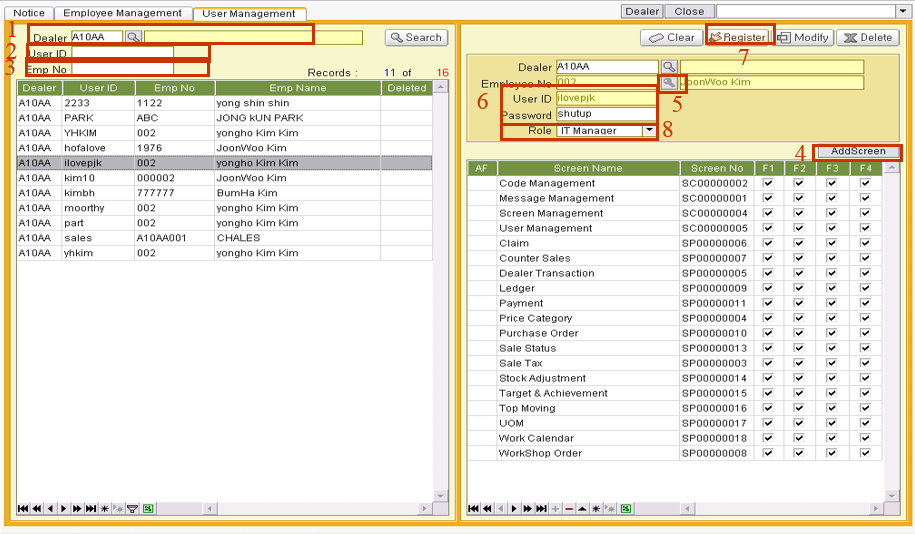 Notice Employee Management User Management Dealer Close
1 Dealer A10AA Search
2 User ID
3 Emp No Records : 11 of 16
Dealer User ID Emp No Emp Name Deleted
A10AA 2233 1122 yong shin shin
A10AA PARK ABC JONG kUN PARK
A10AA YHKIM 002 yongho Kim Kim
A10AA hofalove 1976 JoonWoo Kim
A10AA ilovepjk 002 yongho Kim Kim
A10AA kim10 000002 JoonWoo Kim
A10AA kimbh 777777 BumHa Kim
A10AA moorthy 002 yongho Kim Kim
A10AA part 002 yongho Kim Kim
A10AA sales A10AA001 CHALES
A10AA yhkim 002 yongho Kim Kim
Clear Register Modify Delete
7
Dealer A10AA
Employee No 002 JoonWoo Kim
6 User ID ilovepjk 5
Password shutup
Role IT Manager 8
4 AddScreen
AF Screen Name Screen No F1 F2 F3 F4
Code Management SC00000002
Message Management SC00000001
Screen Management SC00000004
User Management SC00000005
Claim SP00000006
Counter Sales SP00000007
Dealer Transaction SP00000005
Ledger SP00000009
Payment SP00000011
Price Category SP00000004
Purchase Order SP00000010
Sale Status SP00000013
Sale Tax SP00000003
Stock Adjustment SP00000014
Target & Achievement SP00000015
Top Moving SP00000016
UOM SP00000017
Work Calendar SP00000018
WorkShop Order SP00000008